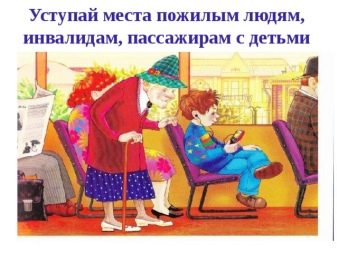 Уступай места пожилым людям,
инвалидам, пассажирам с детьми